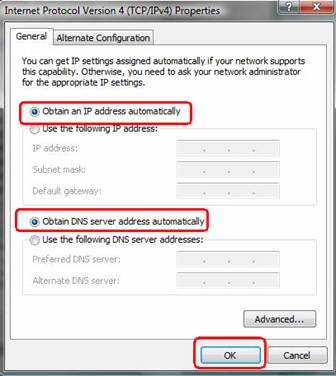 Internet Protocol Version 4 (TCP/IPv4) Properties
General
Alternate Configuration
You can get IP settings assigned automatically if your network supports
this capability. Otherwise, you need to ask your network administrator
for the appropriate IP settings.
Obtain an IP address automatically
Use the following IP address:
IP address:
Subnet mask:
Default gateway:
Obtain DNS server address automatically
Use the following DNS server addresses:
Preferred DNS server:
Alternate DNS server:
Advanced...
OK
Cancel